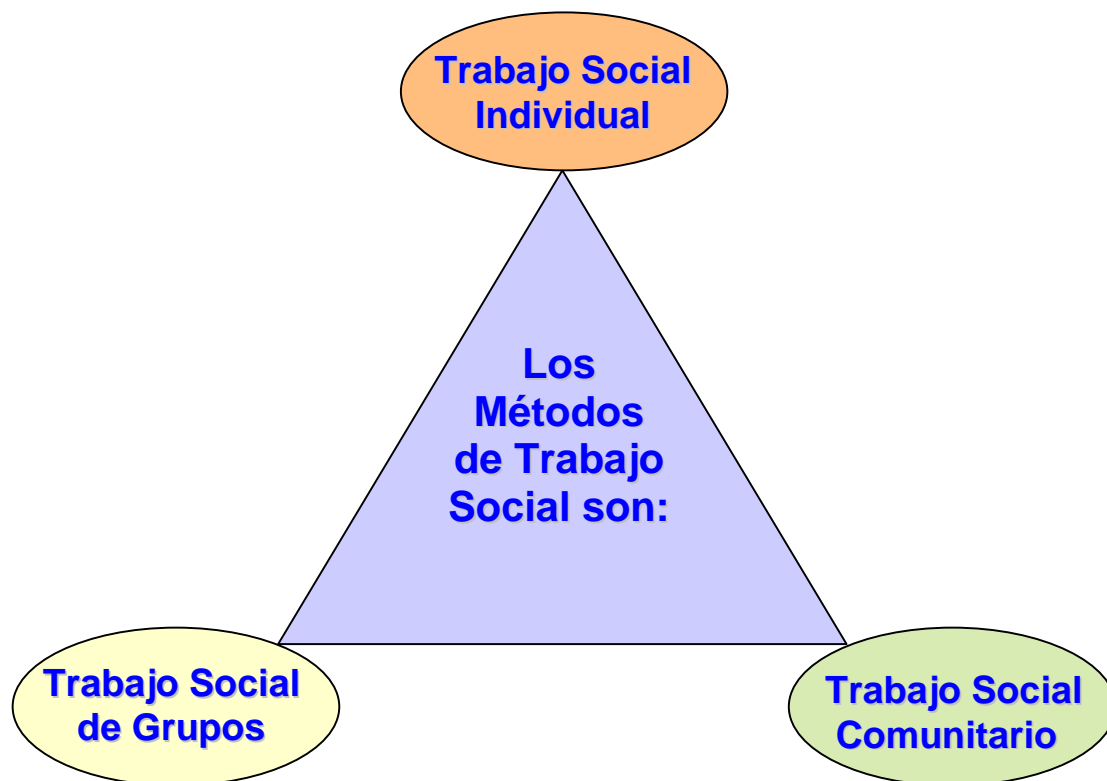 Trabajo Social
Individual
Los
Métodos
de Trabajo
Social son:
Trabajo Social
de Grupos
Trabajo Social
Comunitario